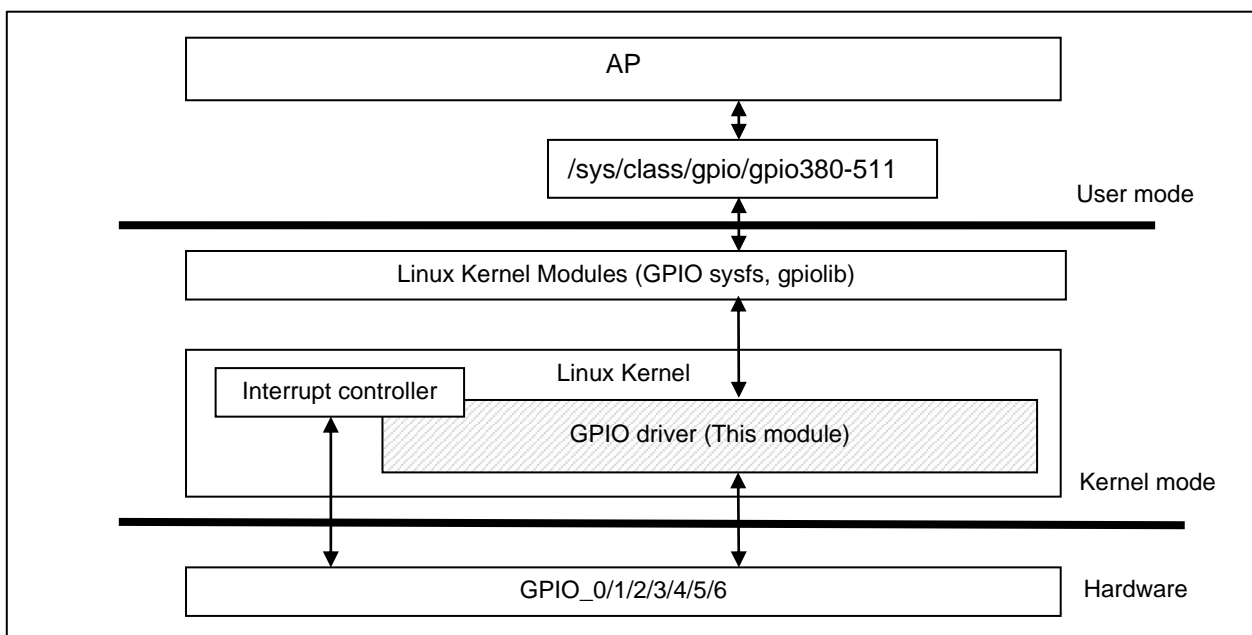 AP
/sys/class/gpio/gpio380-511
User mode
Linux Kernel Modules (GPIO sysfs, gpiolib)
Linux Kernel
Interrupt controller
GPIO driver (This module)
Kernel mode
GPIO_0/1/2/3/4/5/6
Hardware